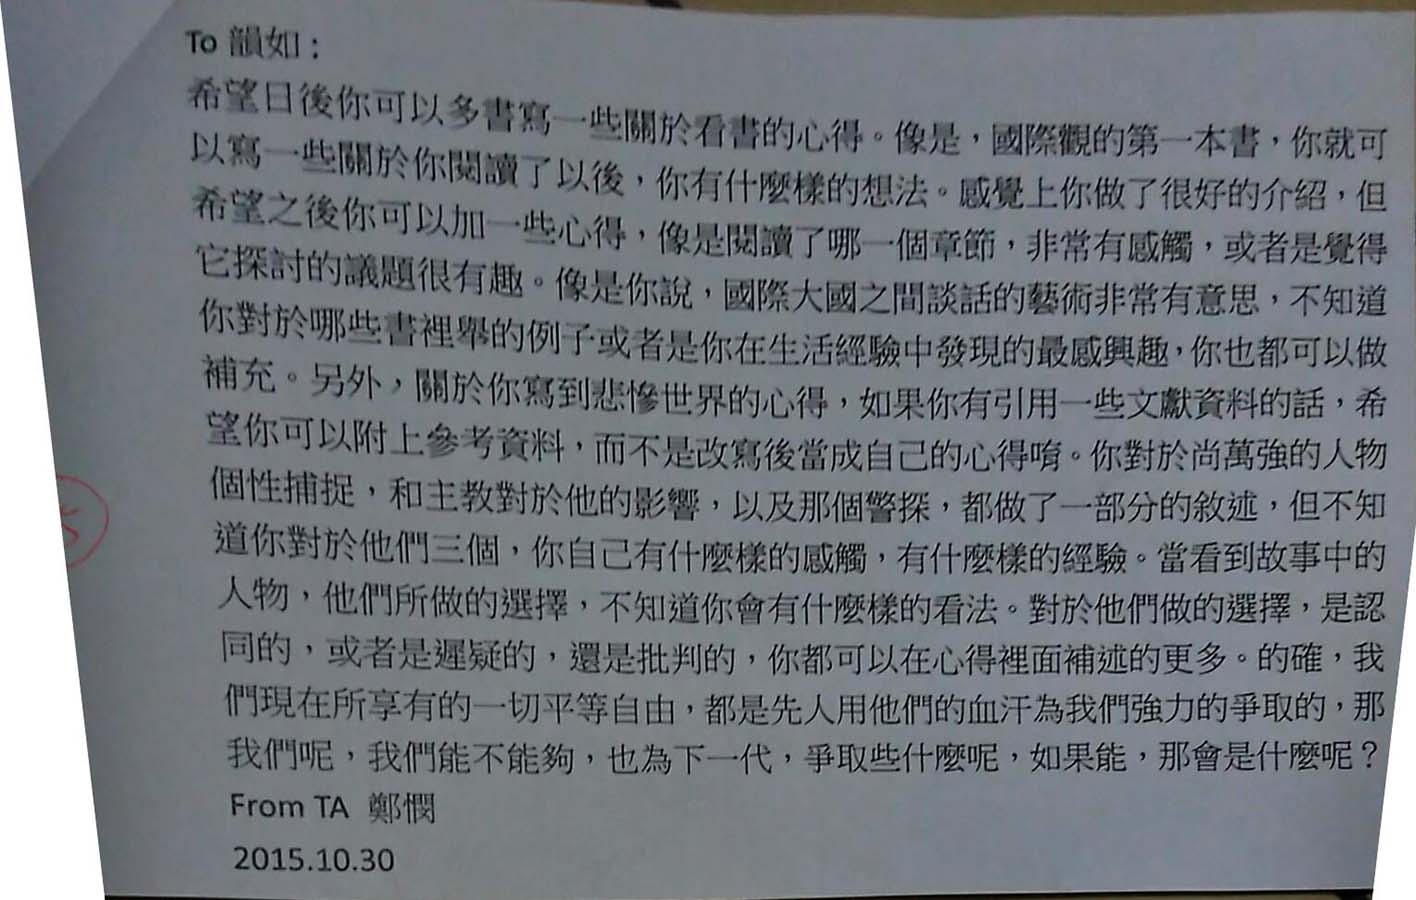 To 韻如：
希望日後你可以多書寫一些關於看書的心得。像是，國際觀的第一本書，你就可
以寫一些關於你閱讀了以後，你有什麼樣的想法。感覺上你做了很好的介紹，但
希望之後你可以加一些心得，像是閱讀了哪一個章節，非常有感觸，或者是覺得
它探討的議題很有趣。像是你說，國際大國之間談話的藝術非常有意思，不知道
你對於哪些書裡舉的例子或者是你在生活經驗中發現的最感興趣，你也都可以做
補充。另外，關於你寫到悲慘世界的心得，如果你有引用一些文獻資料的話，希
望你可以附上參考資料，而不是改寫後當成自己的心得唷。你對於尚萬強的人物
個性捕捉，和主教對於他的影響，以及那個警探，都做了一部分的敘述，但不知
道你對於他們三個，你自己有什麼樣的感觸，有什麼樣的經驗。當看到故事中的
人物，他們所做的選擇，不知道你會有什麼樣的看法。對於他們做的選擇，是認
同的，或者是遲疑的，還是批判的，你都可以在心得裡面補述的更多。的確，我
們現在所享有的一切平等自由，都是先人用他們的血汗為我們強力的爭取的，那
我們呢，我們能不能夠，也為下一代，爭取些什麼呢，如果能，那會是什麼呢？
From TA 鄭憫
2015.10.30